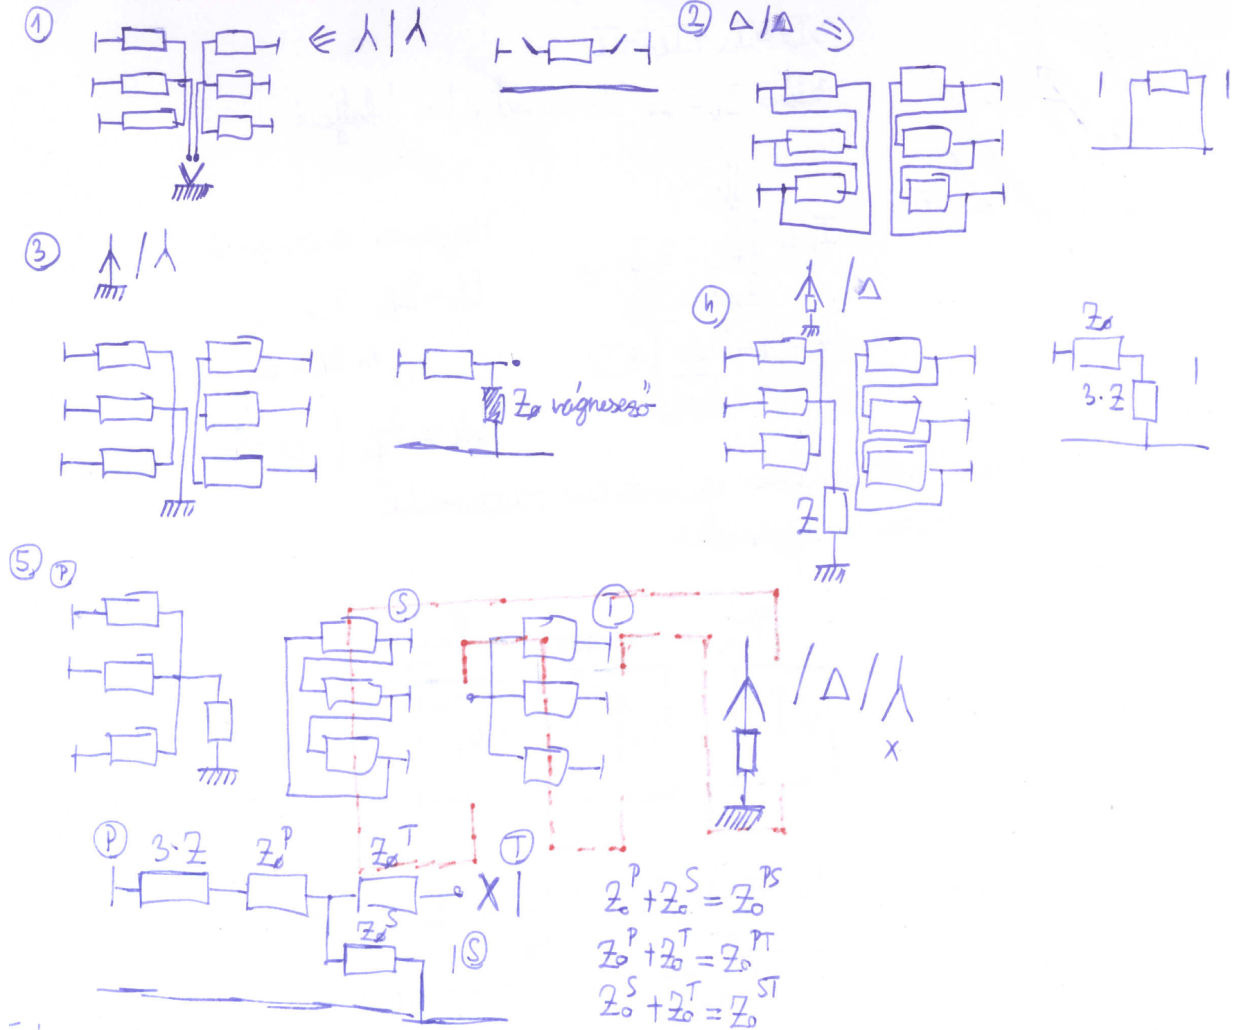 ①
⅄ | ⅄
② Δ/Δ
③
/
Z₀ végtelen"
④
/ Δ
Z₀
3·Z
Z
⑤ Ⓟ
Ⓢ
Ⓣ
/ Δ / ⅄
x
Ⓟ 3·Z Z₀ᴾ Z₀ᵀ Ⓣ
X
Z₀ˢ
Ⓢ
Z₀ᴾ + Z₀ˢ = Z₀ᴾˢ
Z₀ᴾ + Z₀ᵀ = Z₀ᴾᵀ
Z₀ˢ + Z₀ᵀ = Z₀ˢᵀ